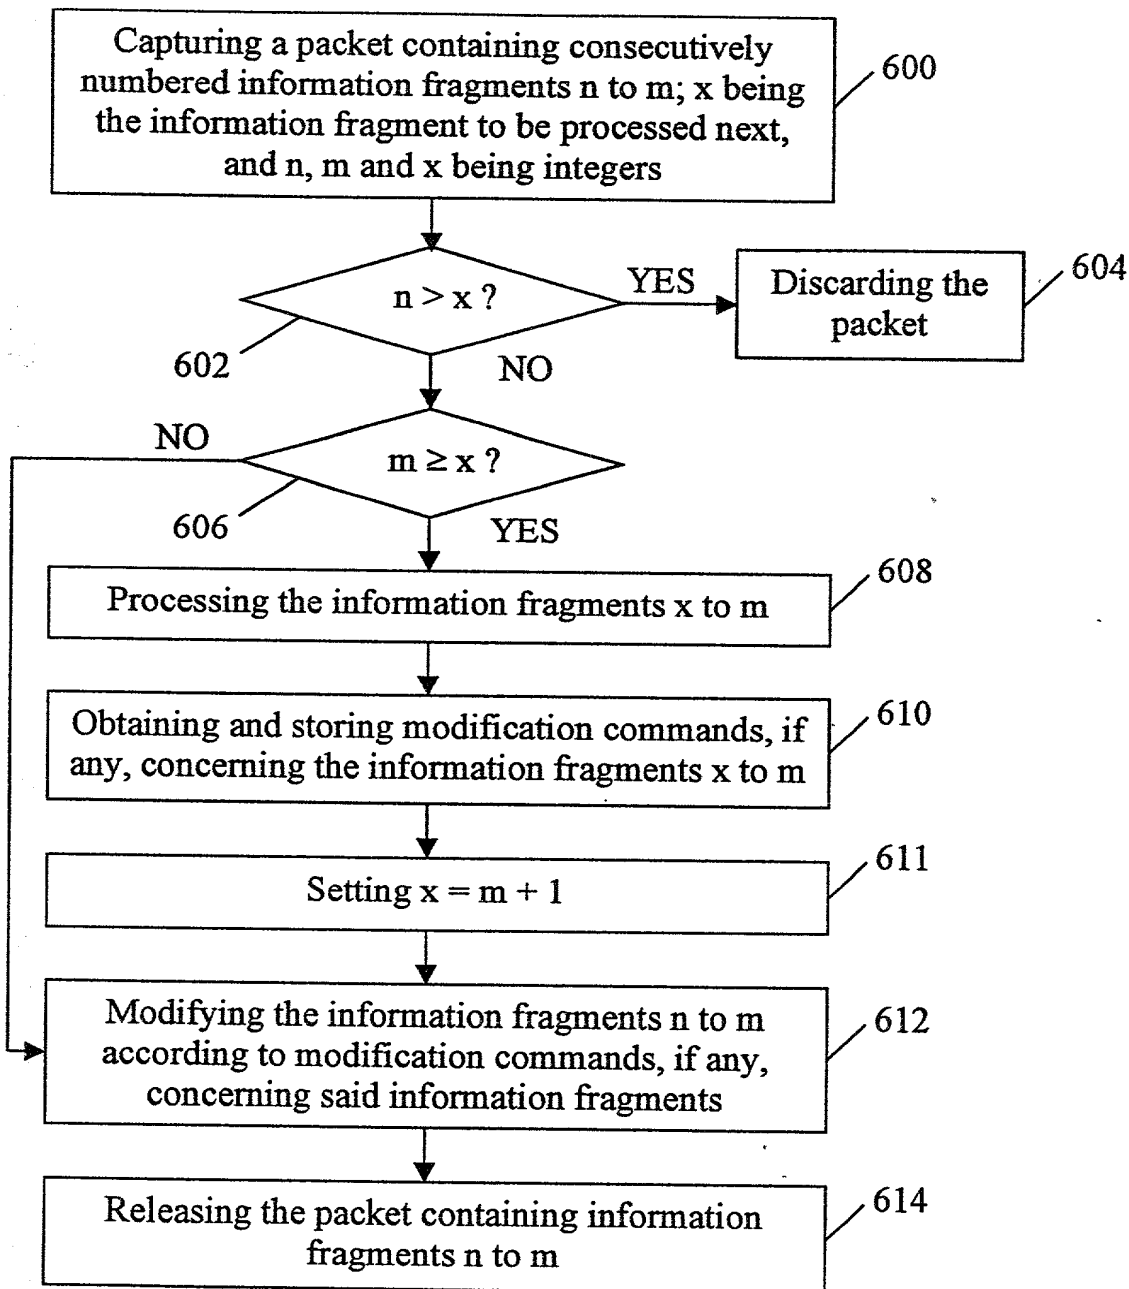 Capturing a packet containing consecutively
numbered information fragments n to m; x being
the information fragment to be processed next,
and n, m and x being integers
600
n > x ?
YES
602
NO
Discarding the
packet
604
NO
m ≥ x ?
606
YES
Processing the information fragments x to m
608
Obtaining and storing modification commands, if
any, concerning the information fragments x to m
610
Setting x = m + 1
611
Modifying the information fragments n to m
according to modification commands, if any,
concerning said information fragments
612
Releasing the packet containing information
fragments n to m
614